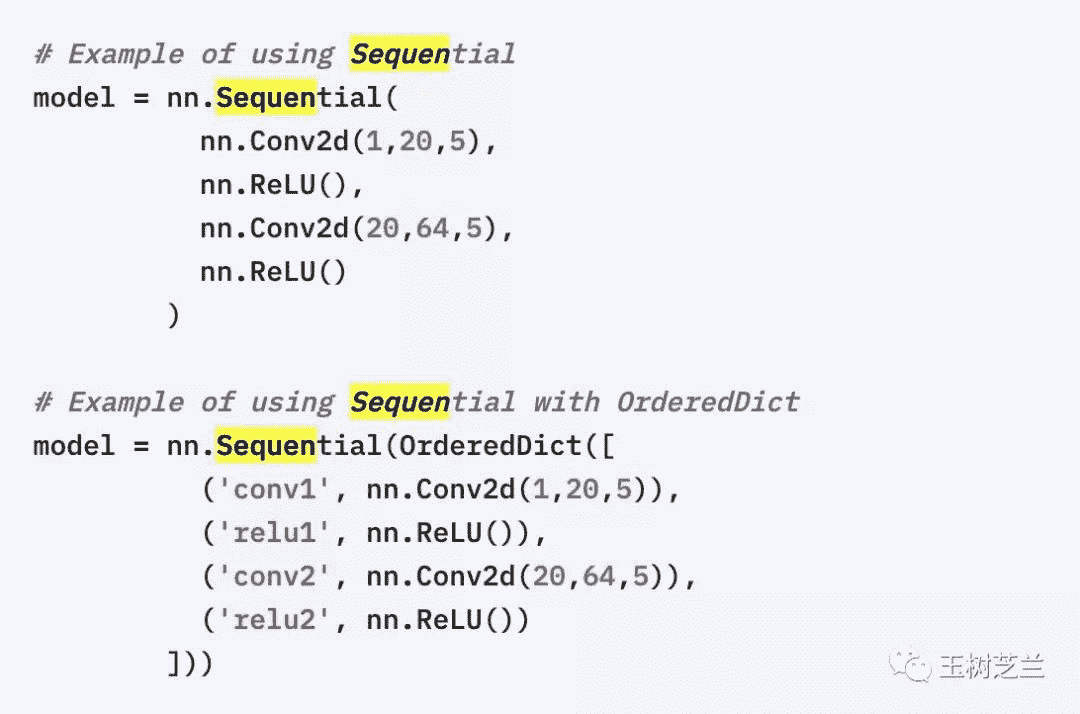 # Example of using Sequential
model = nn.Sequential(
nn.Conv2d(1,20,5),
nn.ReLU(),
nn.Conv2d(20,64,5),
nn.ReLU()
)
# Example of using Sequential with OrderedDict
model = nn.Sequential(OrderedDict([
('conv1', nn.Conv2d(1,20,5)),
('relu1', nn.ReLU()),
('conv2', nn.Conv2d(20,64,5)),
('relu2', nn.ReLU())
]))
玉树芝兰